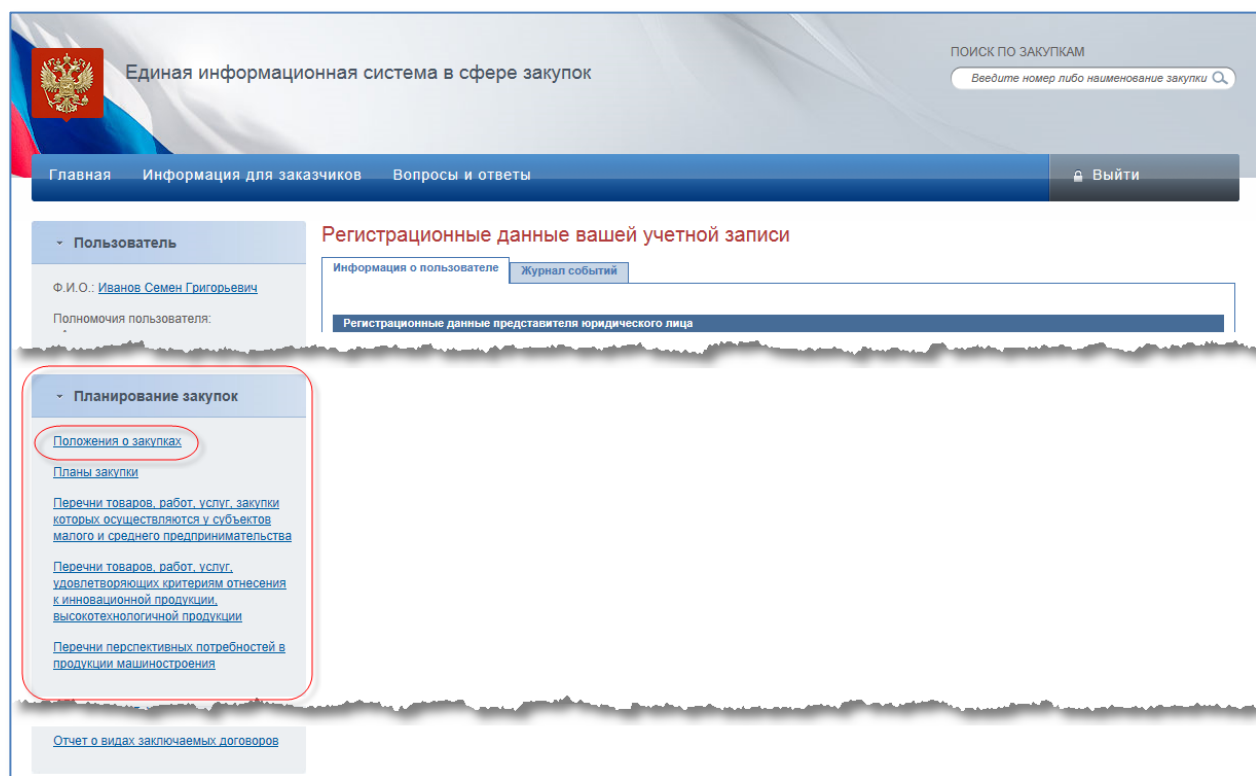 ПОИСК ПО ЗАКУПКАМ
Единая информационная система в сфере закупок
Введите номер либо наименование закупки
Главная Информация для заказчиков Вопросы и ответы Выйти
Пользователь
Ф.И.О.: Иванов Семен Григорьевич
Полномочия пользователя:
Регистрационные данные вашей учетной записи
Информация о пользователе Журнал событий
Регистрационные данные представителя юридического лица
Планирование закупок
Положения о закупках
Планы закупки
Перечни товаров, работ, услуг, закупки
которых осуществляются у субъектов
малого и среднего предпринимательства
Перечни товаров, работ, услуг,
удовлетворяющих критериям отнесения
к инновационной продукции,
высокотехнологичной продукции
Перечни перспективных потребностей в
продукции машиностроения
Отчет о видах заключаемых договоров